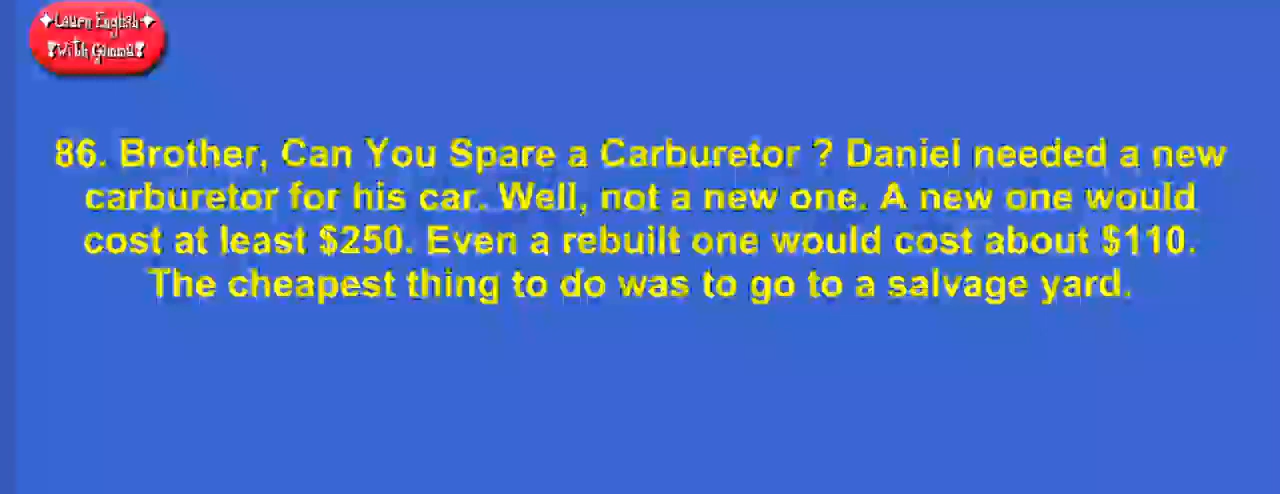 Learn English
With Gamma
86. Brother, Can You Spare a Carburetor ? Daniel needed a new
carburetor for his car. Well, not a new one. A new one would
cost at least $250. Even a rebuilt one would cost about $110.
The cheapest thing to do was to go to a salvage yard.